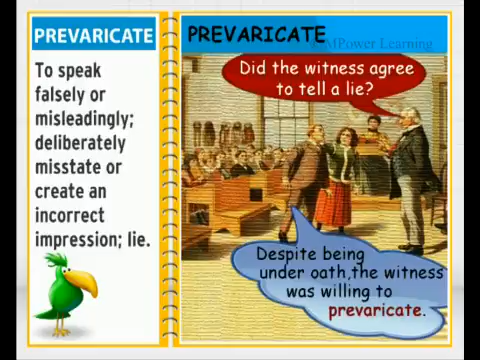 PREVARICATE
To speak
falsely or
misleadingly;
deliberately
misstate or
create an
incorrect
impression; lie.
PREVARICATE
MPower Learning
Did the witness agree
to tell a lie?
Despite being
under oath,the witness
was willing to
prevaricate.